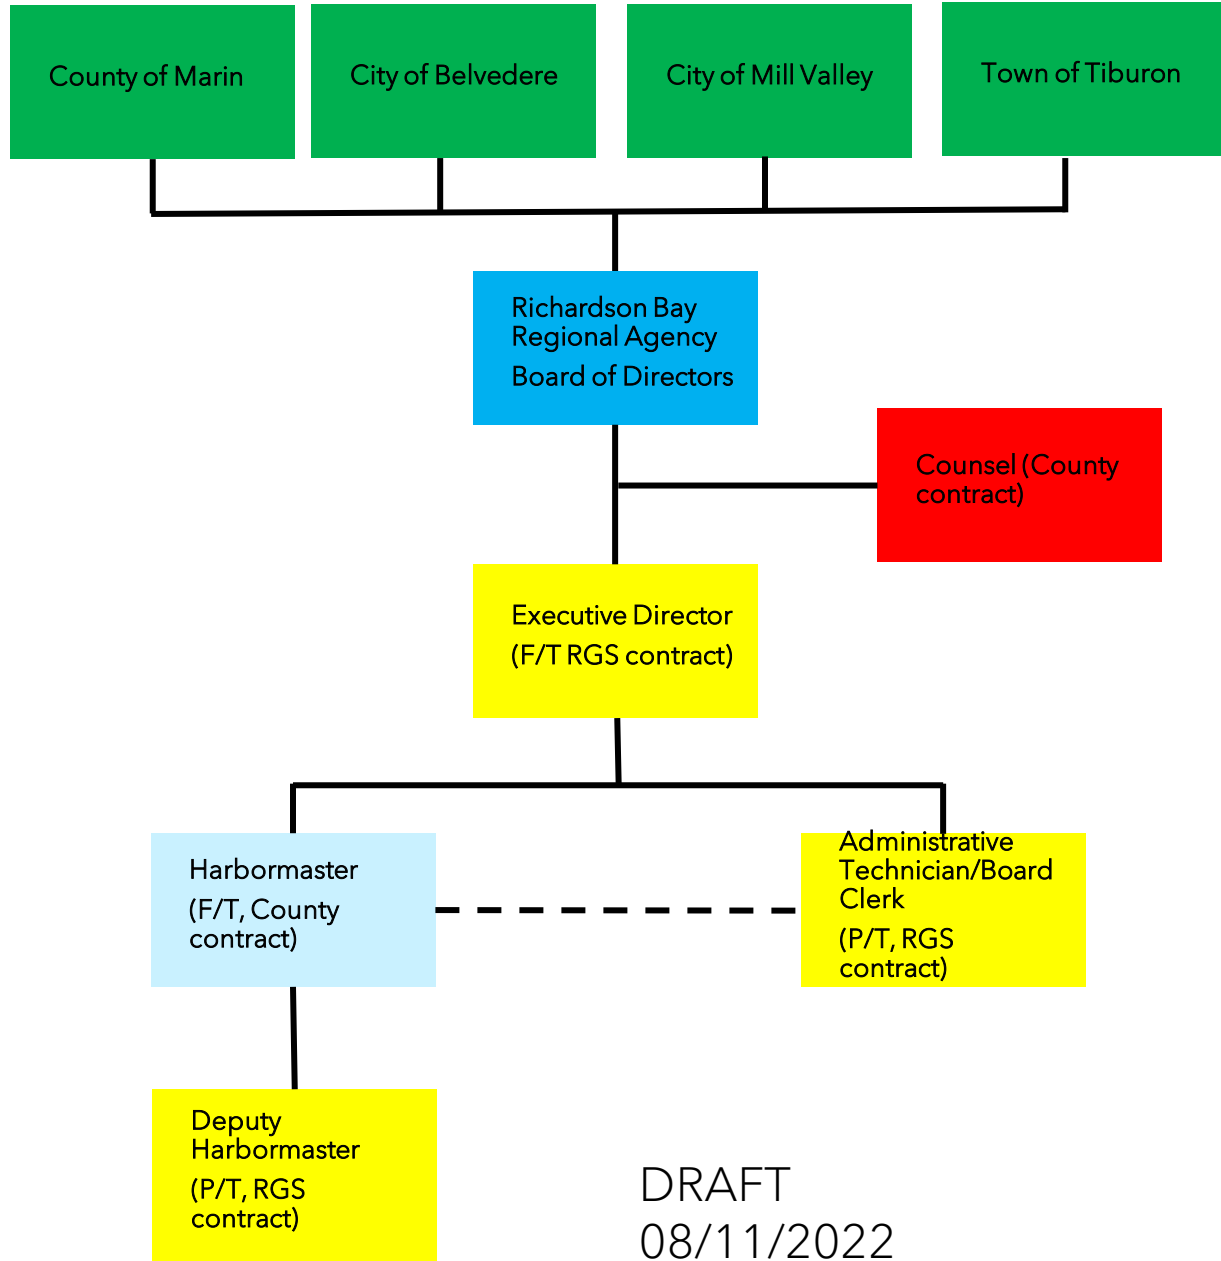 County of Marin
City of Belvedere
City of Mill Valley
Town of Tiburon
Richardson Bay
Regional Agency
Board of Directors
Counsel (County
contract)
Executive Director
(F/T RGS contract)
Harbormaster
(F/T, County
contract)
Administrative
Technician/Board
Clerk
(P/T, RGS
contract)
Deputy
Harbormaster
(P/T, RGS
contract)
DRAFT
08/11/2022